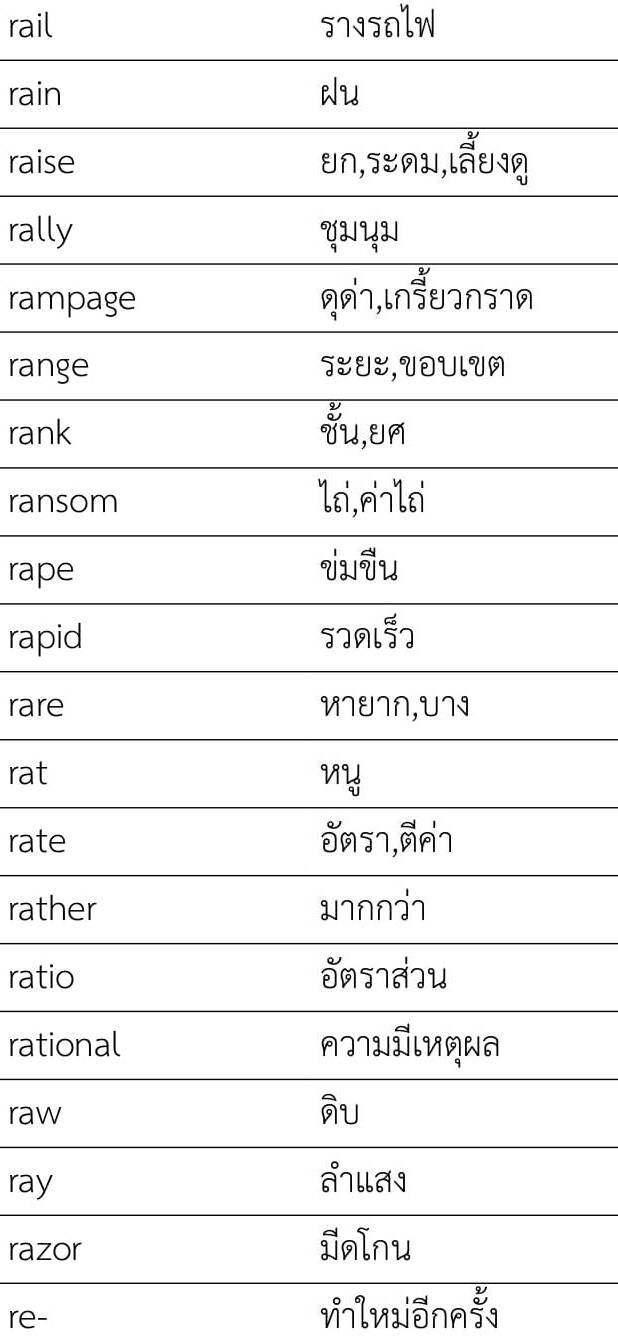 rail รางรถไฟ
rain ฝน
raise ยก,ระดม,เลี้ยงดู
rally ชุมนุม
rampage ดุด่า,เกรี้ยวกราด
range ระยะ,ขอบเขต
rank ชั้น,ยศ
ransom ไถ่,ค่าไถ่
rape ข่มขืน
rapid รวดเร็ว
rare หายาก,บาง
rat หนู
rate อัตรา,ตีค่า
rather มากกว่า
ratio อัตราส่วน
rational ความมีเหตุผล
raw ดิบ
ray ลำแสง
razor มีดโกน
re- ทำใหม่อีกครั้ง